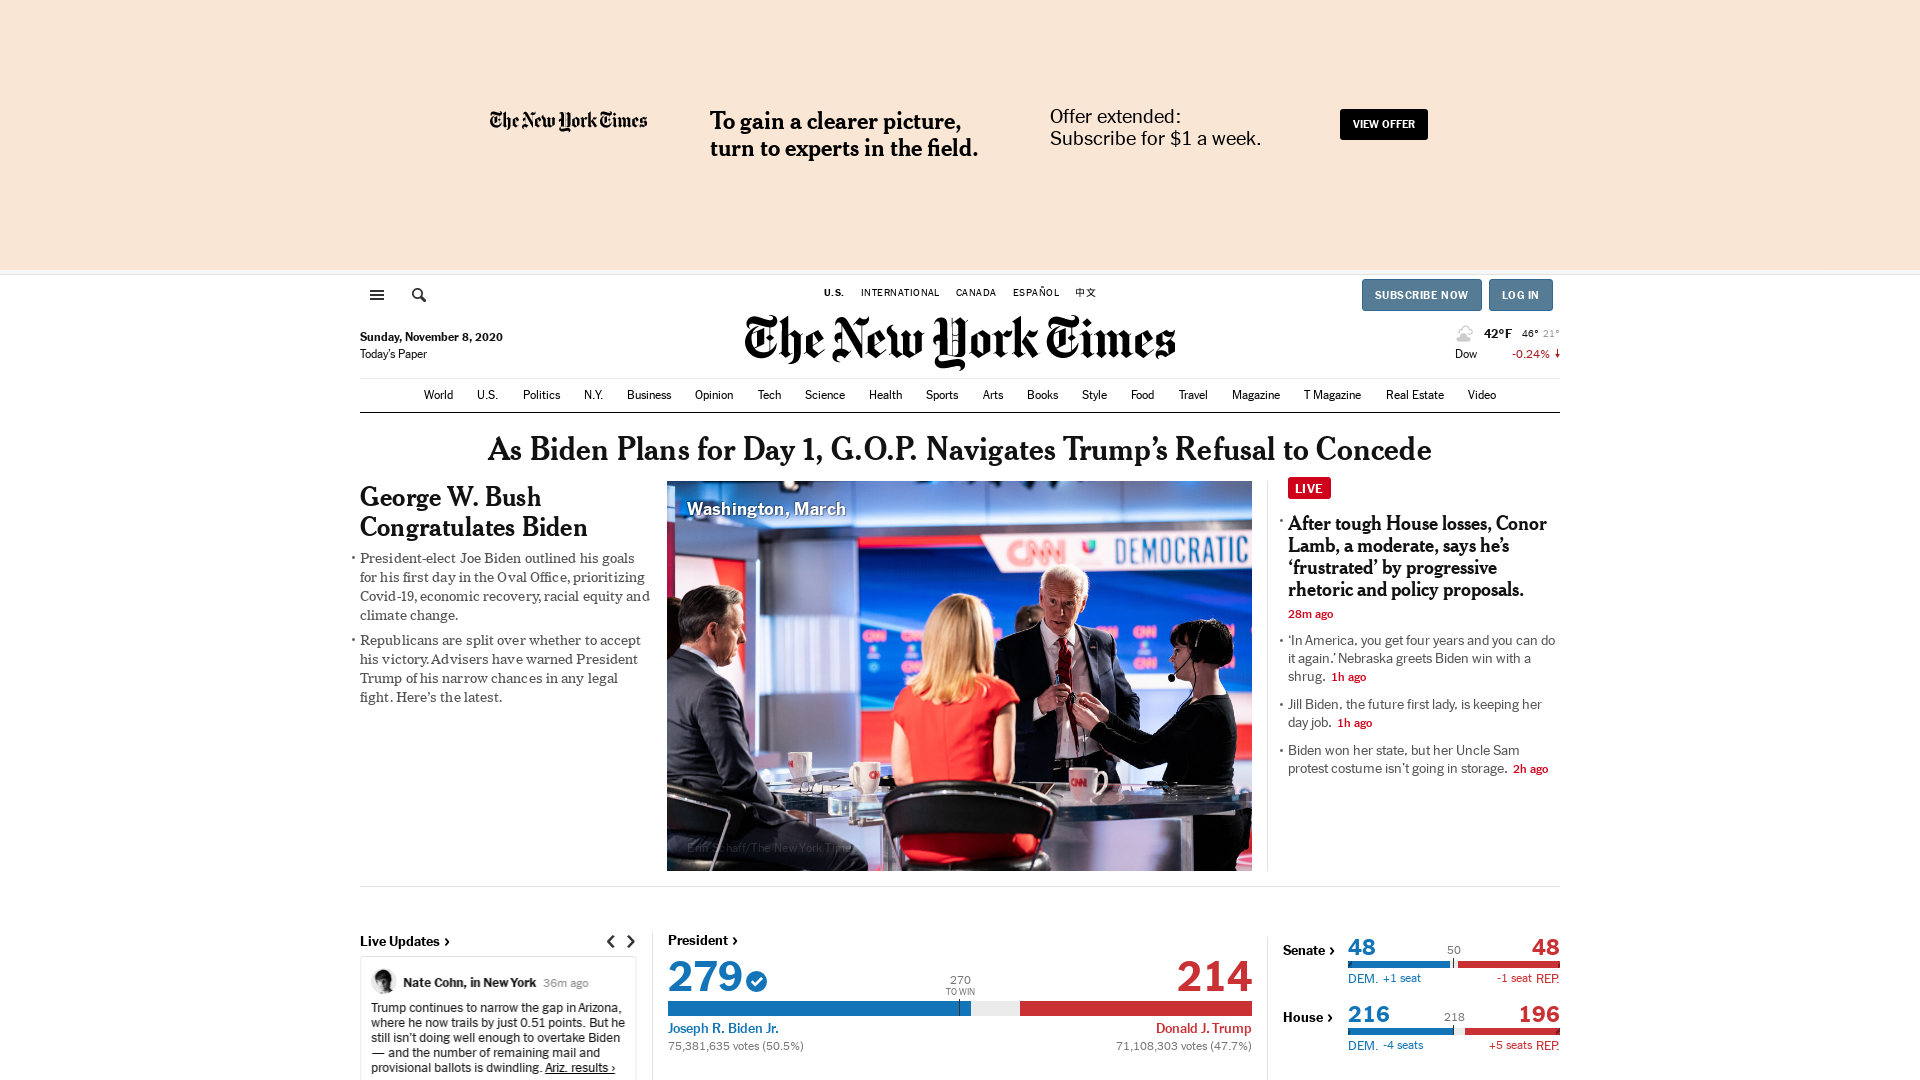 The New York Times
To gain a clearer picture,
turn to experts in the field.
Offer extended:
Subscribe for $1 a week.
VIEW OFFER
U.S. INTERNATIONAL CANADA ESPAÑOL 中文
SUBSCRIBE NOW LOG IN
Sunday, November 8, 2020
Today's Paper
The New York Times
42°F 46° 21°
Dow -0.24%
World U.S. Politics N.Y. Business Opinion Tech Science Health Sports Arts Books Style Food Travel Magazine T Magazine Real Estate Video
As Biden Plans for Day 1, G.O.P. Navigates Trump's Refusal to Concede
George W. Bush
Congratulates Biden
President-elect Joe Biden outlined his goals
for his first day in the Oval Office, prioritizing
Covid-19, economic recovery, racial equity and
climate change.
Republicans are split over whether to accept
his victory. Advisers have warned President
Trump of his narrow chances in any legal
fight. Here's the latest.
Washington, March
CNN DEMOCRATIC
CNN CNN CNN CNN CNN
CNN CNN
CNN CNN CNN
Erin Schaff/The New York Times
LIVE
After tough House losses, Conor
Lamb, a moderate, says he's
'frustrated' by progressive
rhetoric and policy proposals.
28m ago
'In America, you get four years and you can do
it again.' Nebraska greets Biden win with a
shrug. 1h ago
Jill Biden, the future first lady, is keeping her
day job. 1h ago
Biden won her state, but her Uncle Sam
protest costume isn't going in storage. 2h ago
Live Updates ›
Nate Cohn, in New York 36m ago
Trump continues to narrow the gap in Arizona,
where he now trails by just 0.51 points. But he
still isn't doing well enough to overtake Biden
— and the number of remaining mail and
provisional ballots is dwindling. Ariz. results ›
President ›
279 270 214
TO WIN
Joseph R. Biden Jr. Donald J. Trump
75,381,635 votes (50.5%) 71,108,303 votes (47.7%)
Senate › 48 50 48
DEM. +1 seat -1 seat REP.
House › 216 218 196
DEM. -4 seats +5 seats REP.